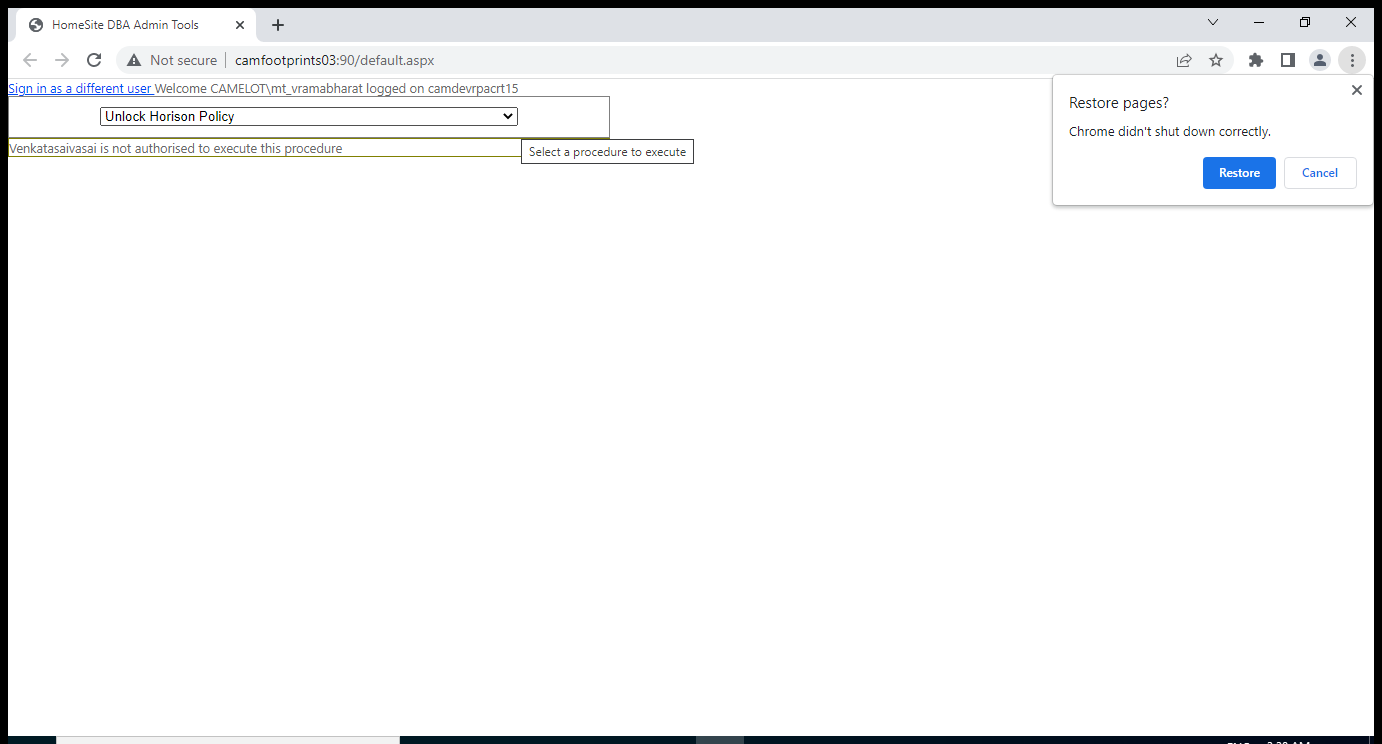 HomeSite DBA Admin Tools
Not secure
camfootprints03:90/default.aspx
Sign in as a different user Welcome CAMELOT\mt_vramabharat logged on camdevrpacrt15
Unlock Horison Policy
Venkatasaivasai is not authorised to execute this procedure
Select a procedure to execute
Restore pages?
Chrome didn't shut down correctly.
Restore
Cancel